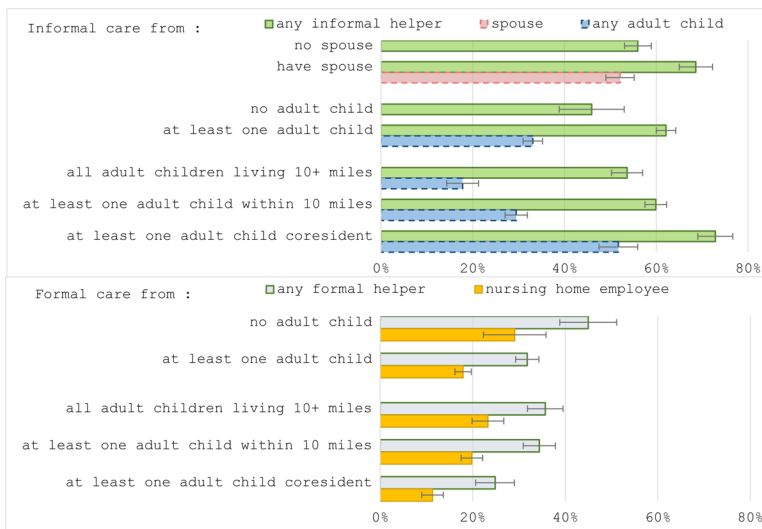 Informal care from :
any informal helper spouse any adult child
no spouse
have spouse
no adult child
at least one adult child
all adult children living 10+ miles
at least one adult child within 10 miles
at least one adult child coresident
0% 20% 40% 60% 80%
Formal care from :
any formal helper nursing home employee
no adult child
at least one adult child
all adult children living 10+ miles
at least one adult child within 10 miles
at least one adult child coresident
0% 20% 40% 60% 80%